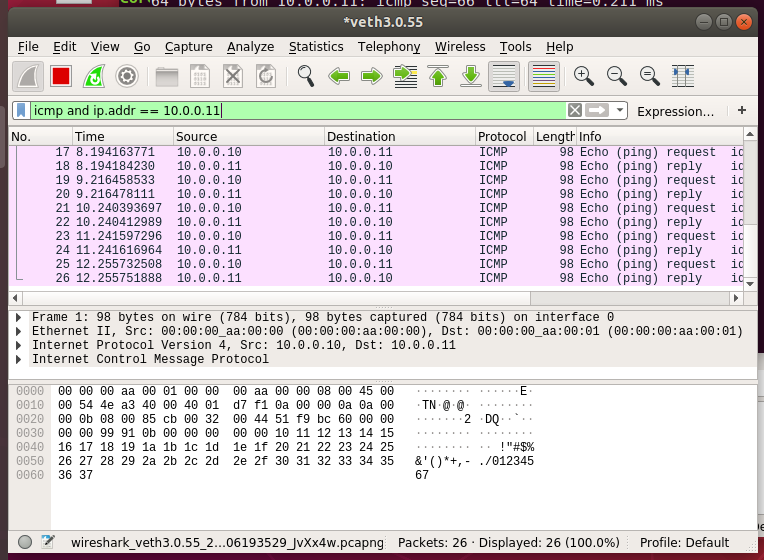 64 bytes from 10.0.0.11: icmp_seq=66 ttl=64 time=0.211 ms
*veth3.0.55
File Edit View Go Capture Analyze Statistics Telephony Wireless Tools Help
icmp and ip.addr == 10.0.0.11 Expression… +
No. Time Source Destination Protocol Length Info
17 8.194163771 10.0.0.10 10.0.0.11 ICMP 98 Echo (ping) request id
18 8.194184230 10.0.0.11 10.0.0.10 ICMP 98 Echo (ping) reply id
19 9.216458533 10.0.0.10 10.0.0.11 ICMP 98 Echo (ping) request id
20 9.216478111 10.0.0.11 10.0.0.10 ICMP 98 Echo (ping) reply id
21 10.240393697 10.0.0.10 10.0.0.11 ICMP 98 Echo (ping) request id
22 10.240412989 10.0.0.11 10.0.0.10 ICMP 98 Echo (ping) reply id
23 11.241597296 10.0.0.10 10.0.0.11 ICMP 98 Echo (ping) request id
24 11.241616964 10.0.0.11 10.0.0.10 ICMP 98 Echo (ping) reply id
25 12.255732508 10.0.0.10 10.0.0.11 ICMP 98 Echo (ping) request id
26 12.255751888 10.0.0.11 10.0.0.10 ICMP 98 Echo (ping) reply id
Frame 1: 98 bytes on wire (784 bits), 98 bytes captured (784 bits) on interface 0
Ethernet II, Src: 00:00:00_aa:00:00 (00:00:00:aa:00:00), Dst: 00:00:00_aa:00:01 (00:00:00:aa:00:01)
Internet Protocol Version 4, Src: 10.0.0.10, Dst: 10.0.0.11
Internet Control Message Protocol
0000 00 00 00 aa 00 01 00 00 00 aa 00 00 08 00 45 00 ········ ······E·
0010 00 54 4e a3 40 00 40 01 d7 f1 0a 00 00 0a 0a 00 ·TN·@·@· ········
0020 00 0b 08 00 85 cb 00 32 00 44 51 f9 bc 60 00 00 ·······2 ·DQ··`··
0030 00 00 99 91 0b 00 00 00 00 00 10 11 12 13 14 15 ········ ········
0040 16 17 18 19 1a 1b 1c 1d 1e 1f 20 21 22 23 24 25 ········ ·· !"#$%
0050 26 27 28 29 2a 2b 2c 2d 2e 2f 30 31 32 33 34 35 &'()*+,- ./012345
0060 36 37 67
wireshark_veth3.0.55_2…06193529_JvXx4w.pcapng Packets: 26 · Displayed: 26 (100.0%) Profile: Default